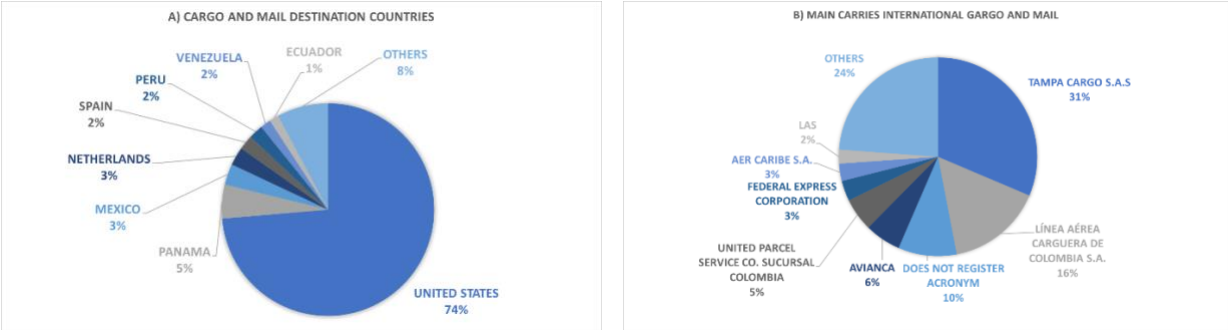 A) CARGO AND MAIL DESTINATION COUNTRIES
ECUADOR
1%
OTHERS
8%
VENEZUELA
2%
PERU
2%
SPAIN
2%
NETHERLANDS
3%
MEXICO
3%
PANAMA
5%
UNITED STATES
74%
B) MAIN CARRIES INTERNATIONAL GARGO AND MAIL
OTHERS
24%
TAMPA CARGO S.A.S
31%
LAS
2%
AER CARIBE S.A.
3%
FEDERAL EXPRESS
CORPORATION
3%
UNITED PARCEL
SERVICE CO. SUCURSAL
COLOMBIA
5%
AVIANCA
6%
DOES NOT REGISTER
ACRONYM
10%
LÍNEA AÉREA
CARGUERA DE
COLOMBIA S.A.
16%